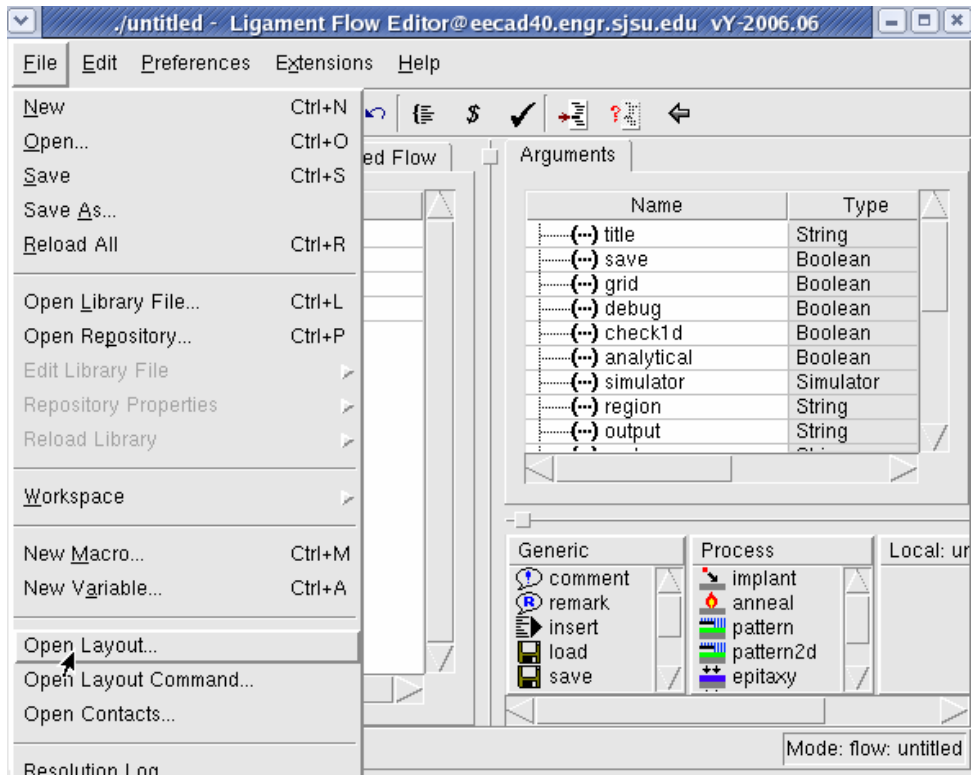 ./untitled - Ligament Flow Editor@eecad40.engr.sjsu.edu vY-2006.06
File Edit Preferences Extensions Help
New Ctrl+N
Open... Ctrl+O
Save Ctrl+S
Save As...
Reload All Ctrl+R
Open Library File... Ctrl+L
Open Repository... Ctrl+P
Edit Library File
Repository Properties
Reload Library
Workspace
New Macro... Ctrl+M
New Variable... Ctrl+A
Open Layout...
Open Layout Command...
Open Contacts...
Resolution Log
ed Flow
Arguments
Name Type
title String
save Boolean
grid Boolean
debug Boolean
check1d Boolean
analytical Boolean
simulator Simulator
region String
output String
Generic
comment
remark
insert
load
save
Process
implant
anneal
pattern
pattern2d
epitaxy
Local: ur
Mode: flow: untitled